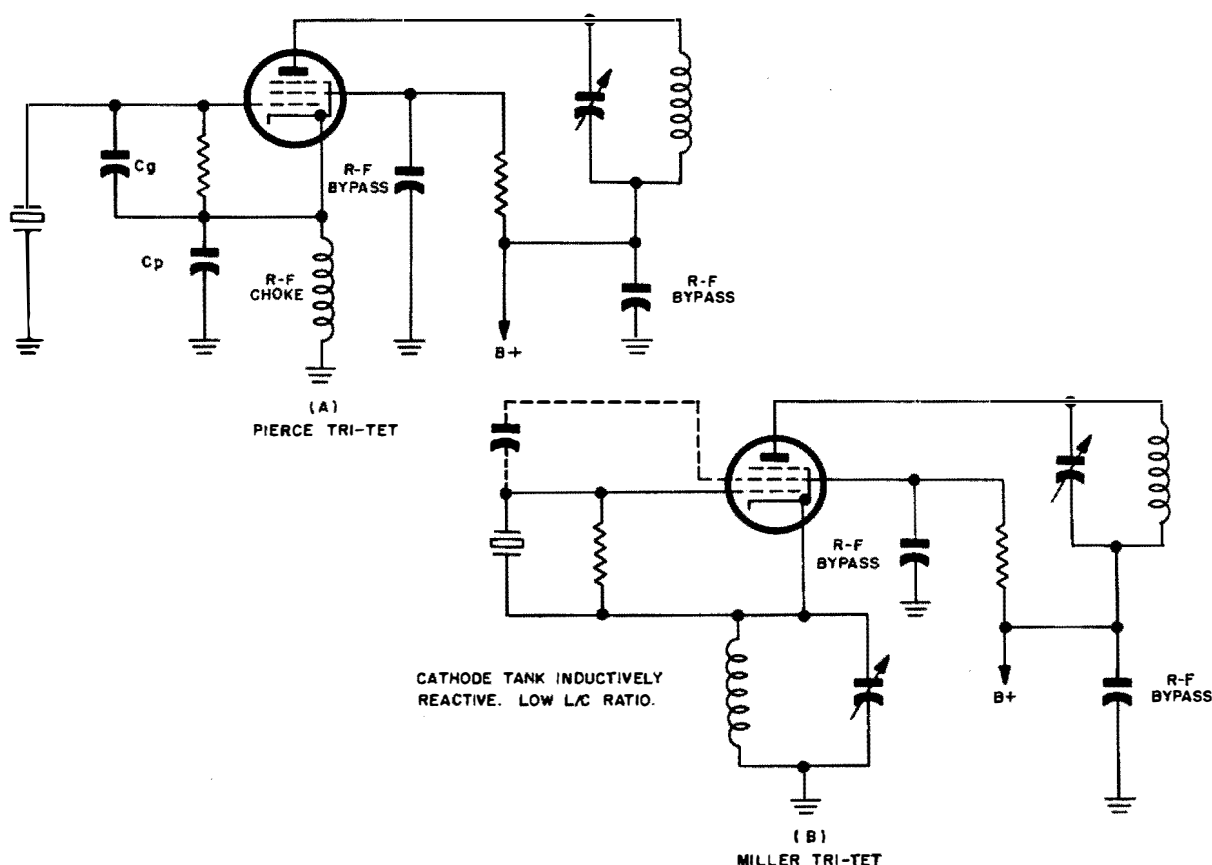 Cg
R-F
BYPASS
Cp
R-F
CHOKE
R-F
BYPASS
B+
(A)
PIERCE TRI-TET
R-F
BYPASS
CATHODE TANK INDUCTIVELY
REACTIVE. LOW L/C RATIO.
B+
R-F
BYPASS
(B)
MILLER TRI-TET